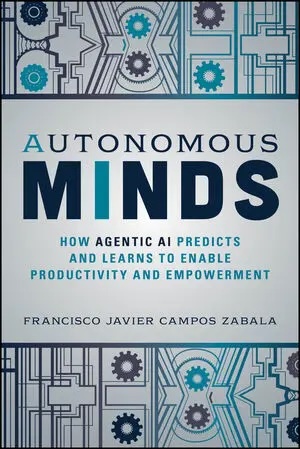 AUTONOMOUS
MINDS
HOW AGENTIC AI PREDICTS
AND LEARNS TO ENABLE
PRODUCTIVITY AND EMPOWERMENT
FRANCISCO JAVIER CAMPOS ZABALA